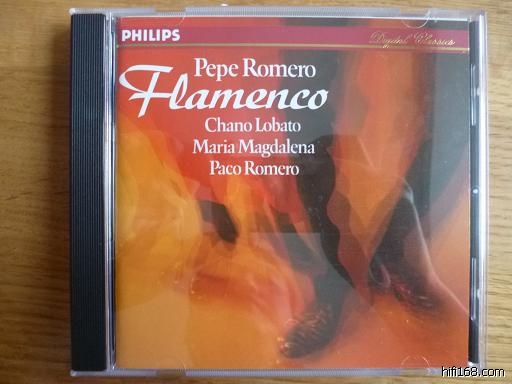 PHILIPS
Digital Classics
Pepe Romero
Flamenco
Chano Lobato
Maria Magdalena
Paco Romero
hifi168.com